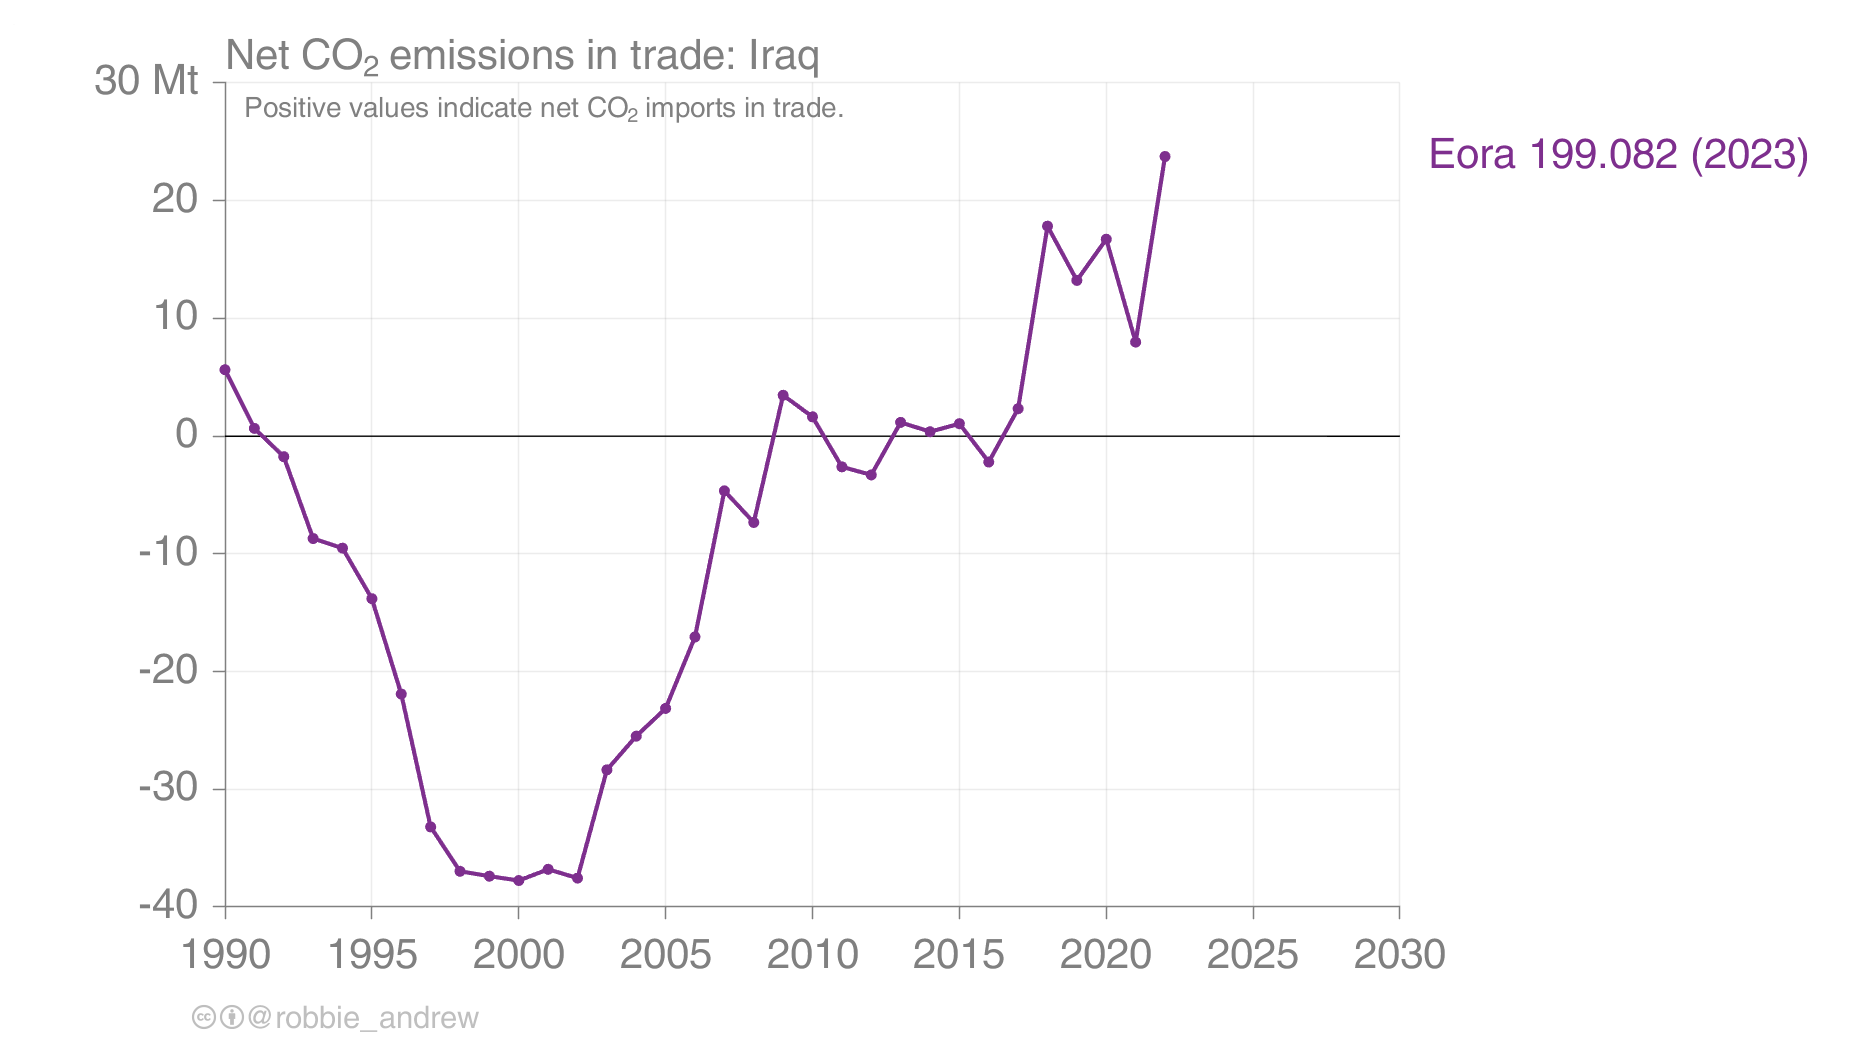 Net CO₂ emissions in trade: Iraq
30 Mt
Positive values indicate net CO₂ imports in trade.
Eora 199.082 (2023)
20
10
0
-10
-20
-30
-40
1990 1995 2000 2005 2010 2015 2020 2025 2030
@robbie_andrew